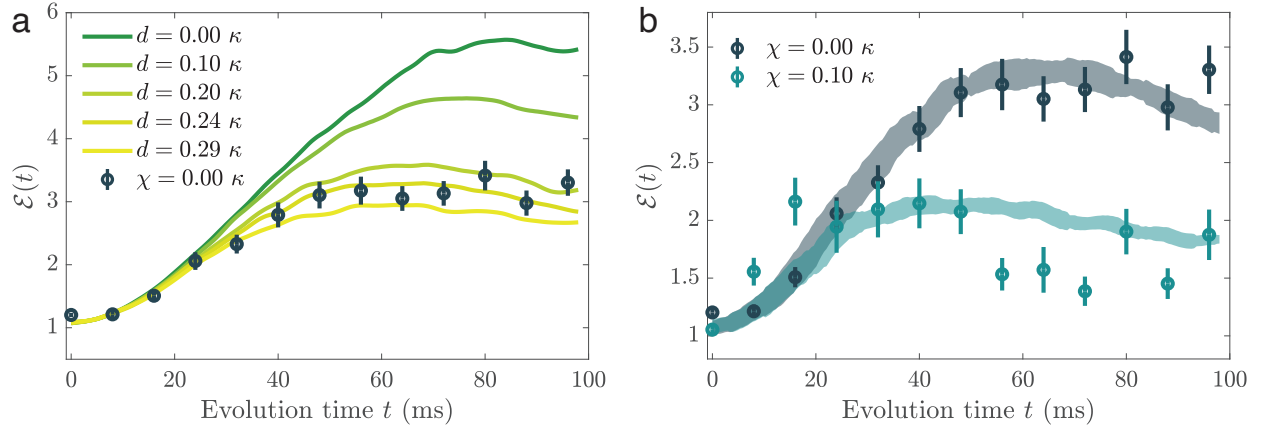 a
6
5
4
3
2
1
0
20
40
60
80
100
ℰ(t)
Evolution time t (ms)
d = 0.00 κ
d = 0.10 κ
d = 0.20 κ
d = 0.24 κ
d = 0.29 κ
χ = 0.00 κ
b
3.5
3
2.5
2
1.5
1
0
20
40
60
80
100
ℰ(t)
Evolution time t (ms)
χ = 0.00 κ
χ = 0.10 κ